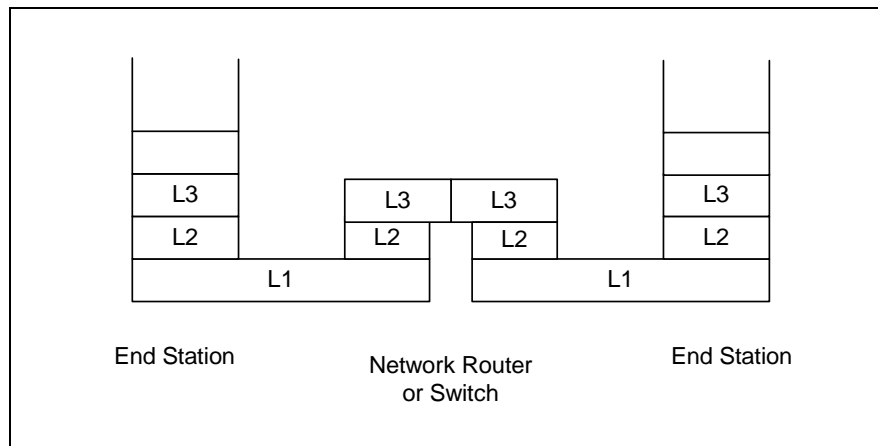 L3
L3
L3
L3
L2
L2
L2
L2
L1
L1
End Station
Network Router
or Switch
End Station